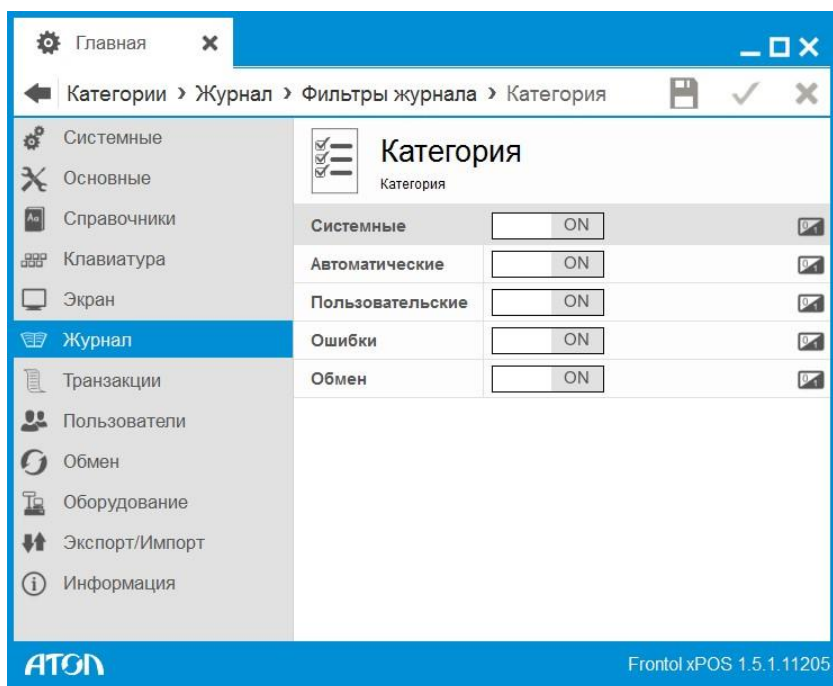 Главная
Категории › Журнал › Фильтры журнала › Категория
Системные
Основные
Справочники
Клавиатура
Экран
Журнал
Транзакции
Пользователи
Обмен
Оборудование
Экспорт/Импорт
Информация
Категория
Категория
Системные ON
Автоматические ON
Пользовательские ON
Ошибки ON
Обмен ON
АТОЛ
Frontol xPOS 1.5.1.11205